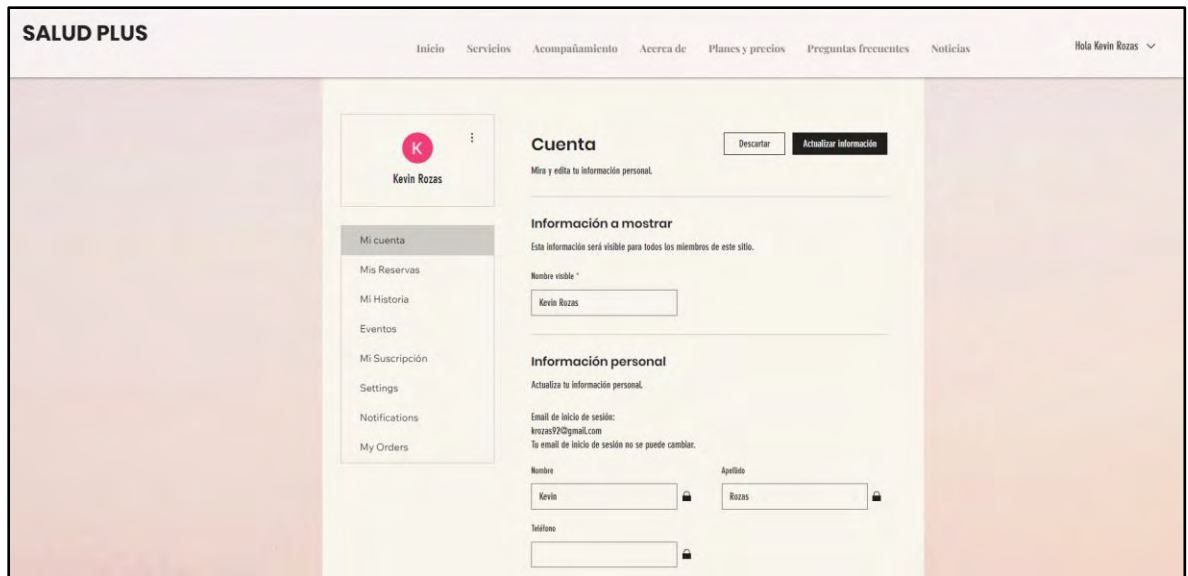 SALUD PLUS
Inicio Servicios Acompañamiento Acerca de Planes y precios Preguntas frecuentes Noticias
Hola Kevin Rozas
K
Kevin Rozas
Mi cuenta
Mis Reservas
Mi Historia
Eventos
Mi Suscripción
Settings
Notifications
My Orders
Cuenta
Descartar
Actualizar información
Mira y edita tu información personal.
Información a mostrar
Esta información será visible para todos los miembros de este sitio.
Nombre visible *
Kevin Rozas
Información personal
Actualiza tu información personal.
Email de inicio de sesión:
krozas92@gmail.com
Tu email de inicio de sesión no se puede cambiar.
Nombre Apellido
Kevin Rozas
Teléfono